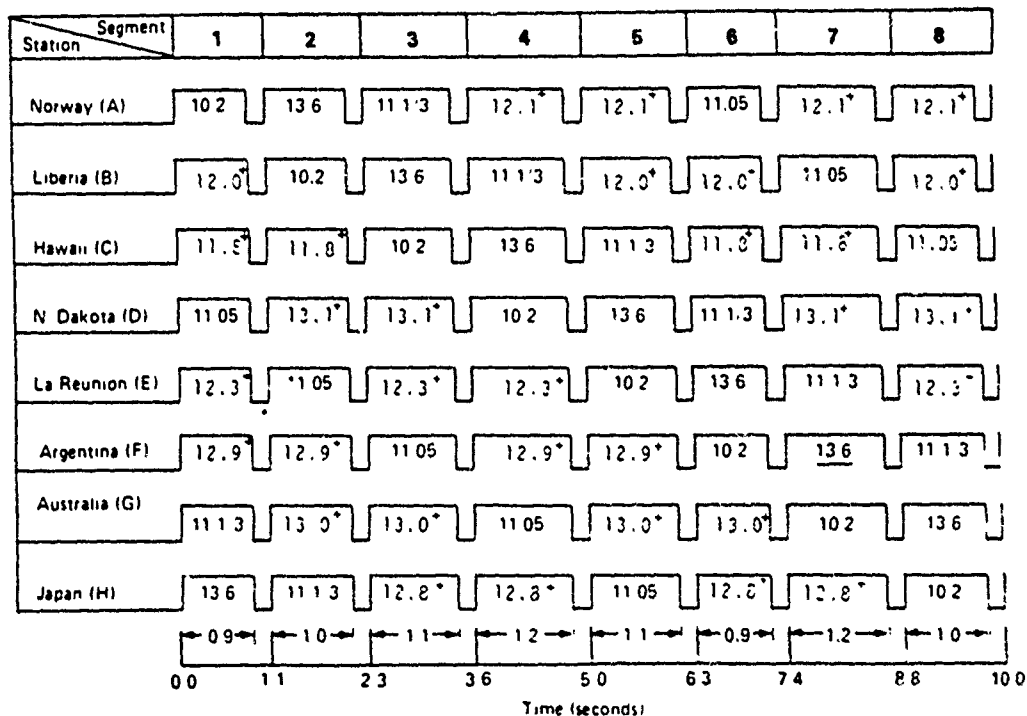 Segment
Station 1 2 3 4 5 6 7 8
Norway (A) 10 2 13 6 11 1/3 12.1+ 12.1+ 11.05 12.1+ 12.1+
Liberia (B) 12.0+ 10.2 13 6 11 1/3 12.0+ 12.0+ 11 05 12.0+
Hawaii (C) 11.8+ 10 2 13 6 11 1 3 11.8+ 11.8+ 11.05
N Dakota (D) 11 05 13.1+ 13.1+ 10 2 13 6 11 1/3 13.1+ 13.1+
La Reunion (E) 12.3+ 11 05 12.3+ 12.3+ 10 2 13 6 11 1 3 12.3+
Argentina (F) 12.9+ 12.9+ 11 05 12.9+ 12.9+ 10 2 13 6 11 1 3
Australia (G)
11 1 3 13.0+ 13.0+ 11 05 13.0+ 13.0+ 10 2 13 6
Japan (H) 13 6 11 1 3 12.8+ 12.8+ 11 05 12.8+ 12.8+ 10 2
0 9 1 0 1 1 1 2 1 1 0.9 1.2 1 0
0 0 1 1 2 3 3 6 5 0 6 3 7 4 8 8 10 0
Time (seconds)